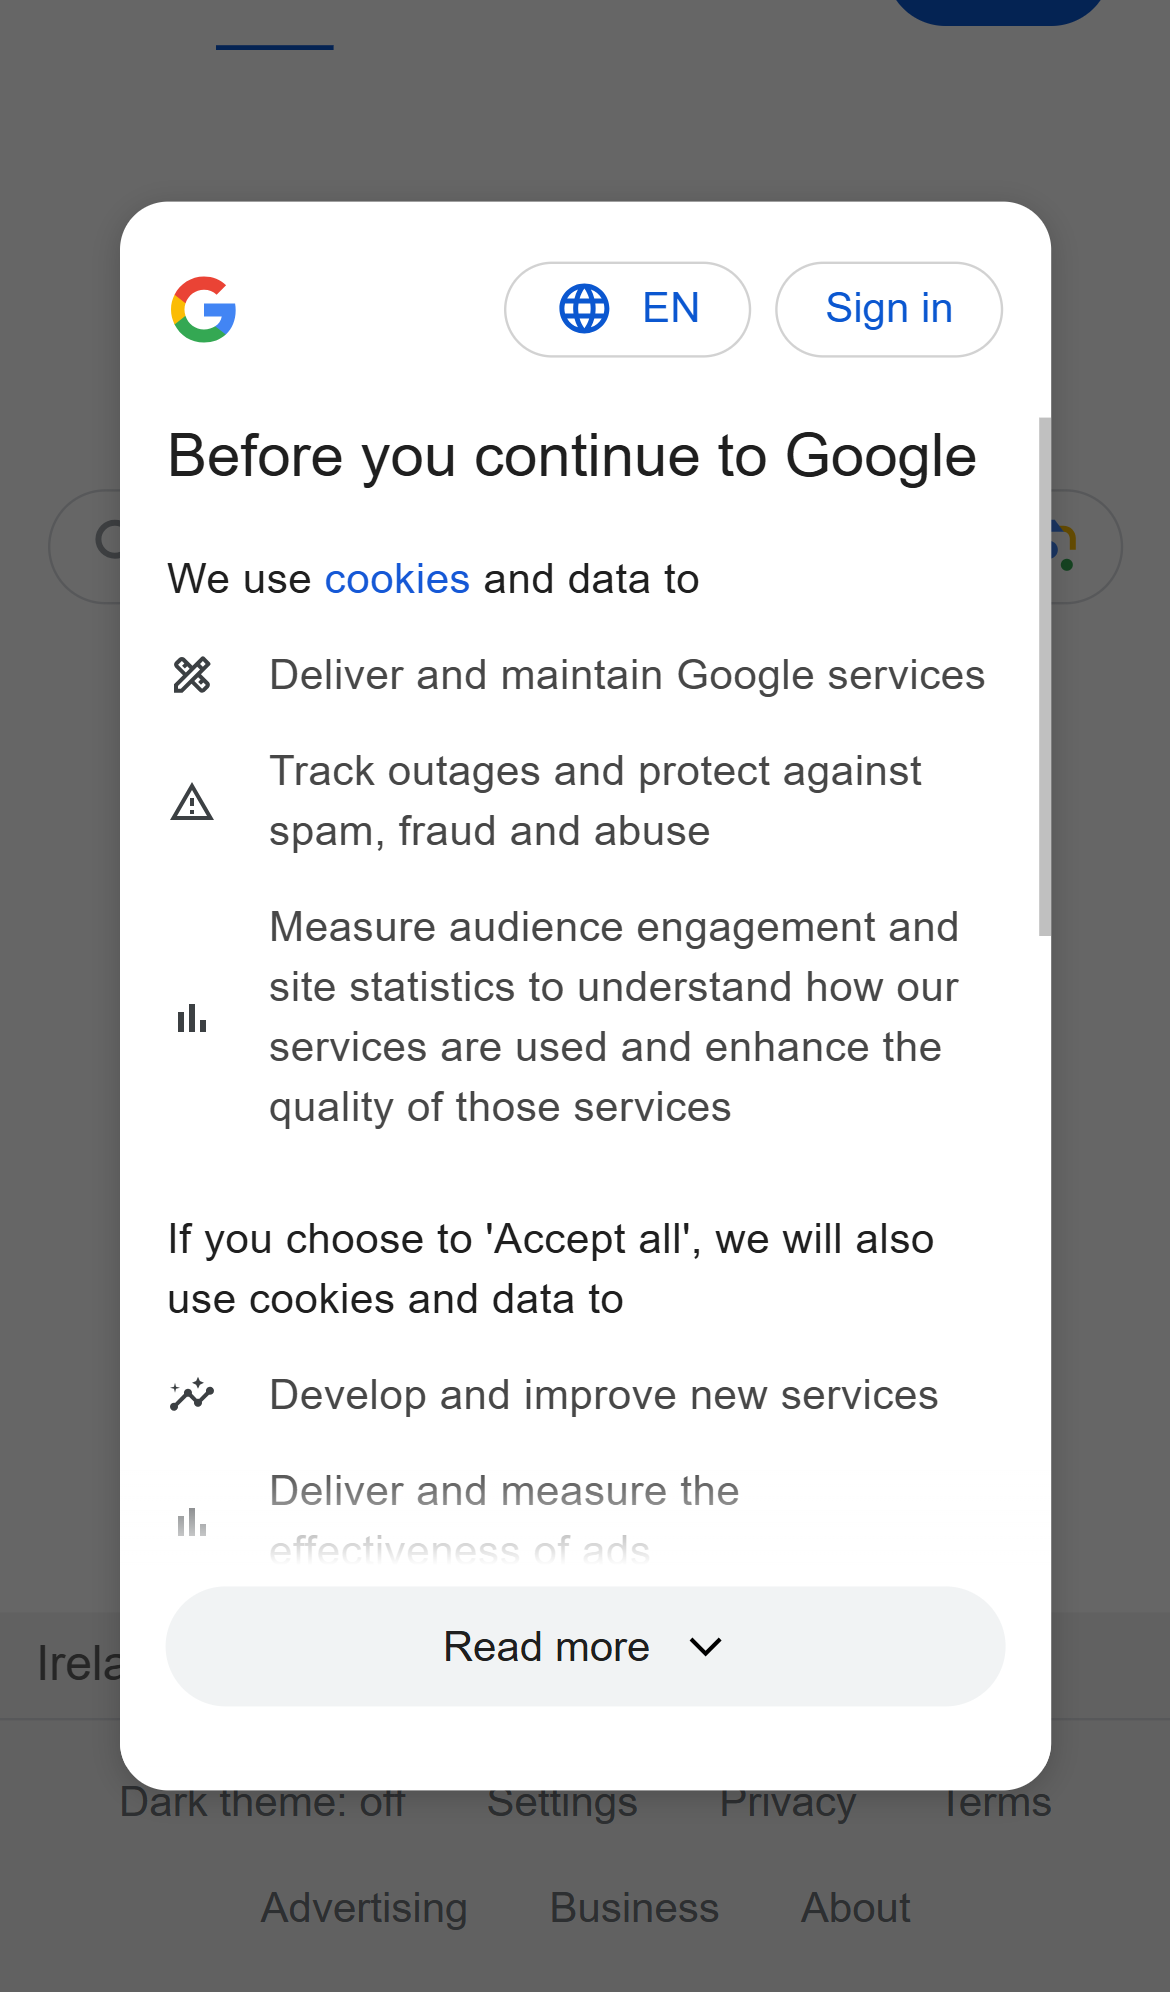 EN
Sign in
Before you continue to Google
We use cookies and data to
Deliver and maintain Google services
Track outages and protect against
spam, fraud and abuse
Measure audience engagement and
site statistics to understand how our
services are used and enhance the
quality of those services
If you choose to 'Accept all', we will also
use cookies and data to
Develop and improve new services
Deliver and measure the
effectiveness of ads
Read more
Dark theme: off Settings Privacy Terms
Advertising Business About